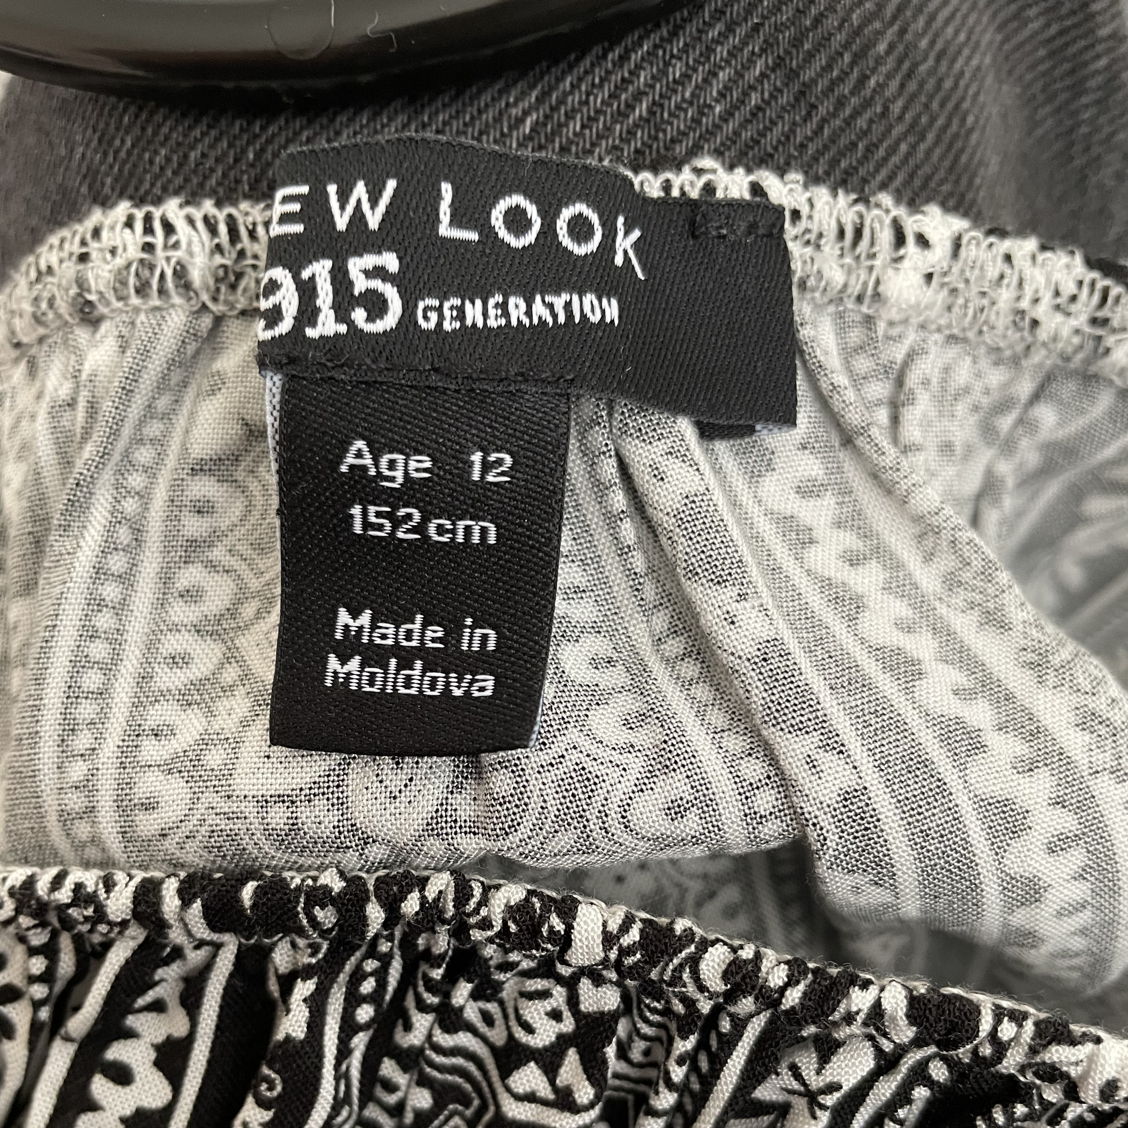 EW LOOK
915 GENERATION
Age 12
152cm
Made in
Moldova